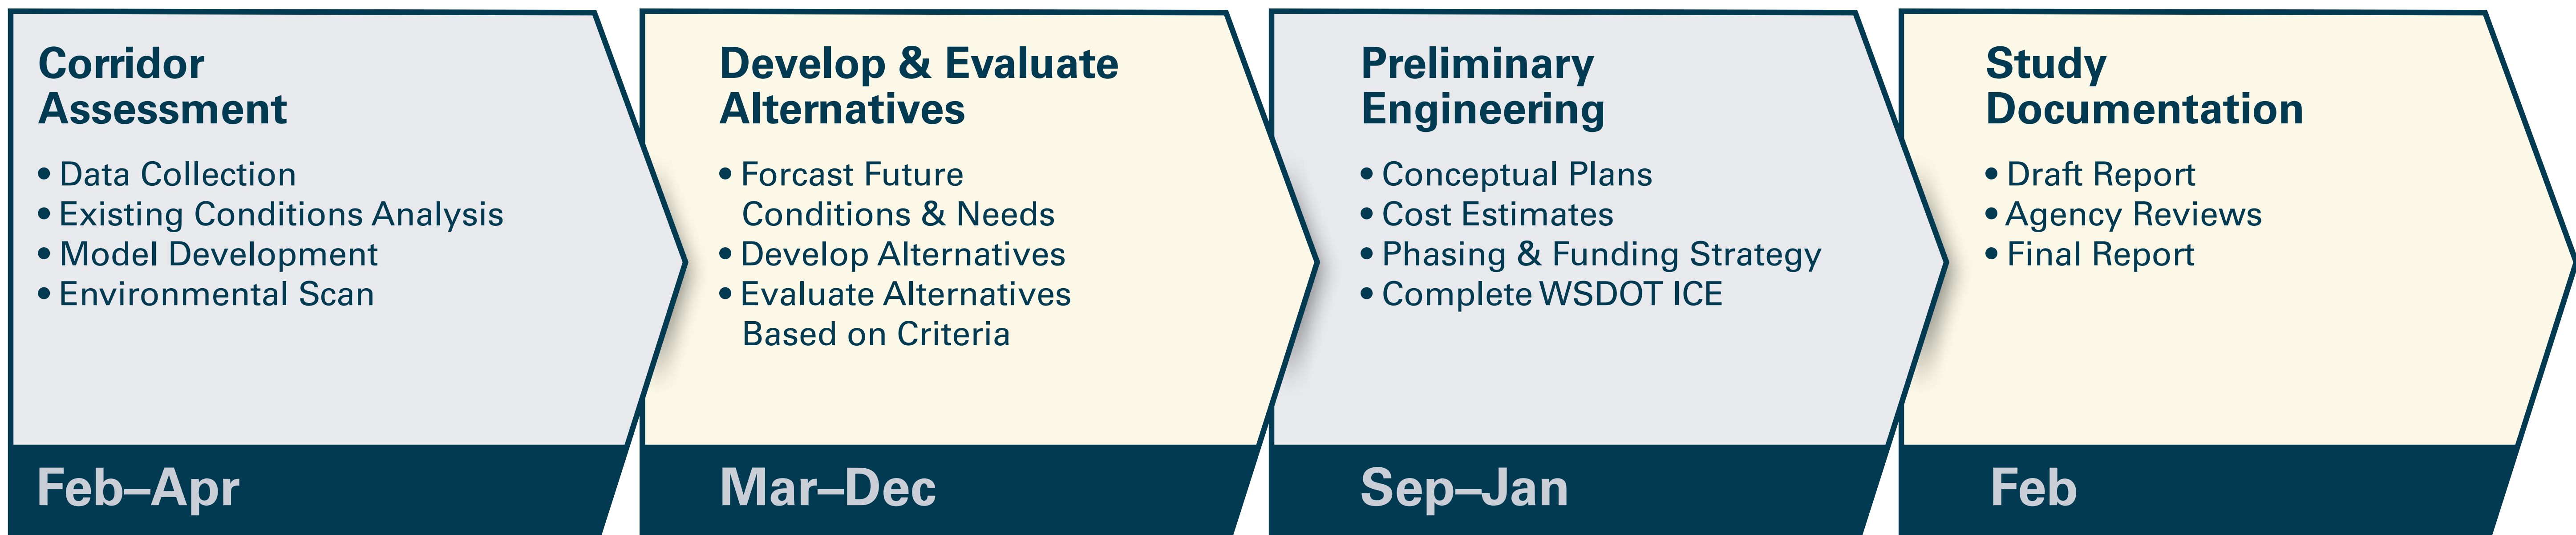 Corridor
Assessment
• Data Collection
• Existing Conditions Analysis
• Model Development
• Environmental Scan
Feb–Apr
Develop & Evaluate
Alternatives
• Forcast Future
Conditions & Needs
• Develop Alternatives
• Evaluate Alternatives
Based on Criteria
Mar–Dec
Preliminary
Engineering
• Conceptual Plans
• Cost Estimates
• Phasing & Funding Strategy
• Complete WSDOT ICE
Sep–Jan
Study
Documentation
• Draft Report
• Agency Reviews
• Final Report
Feb